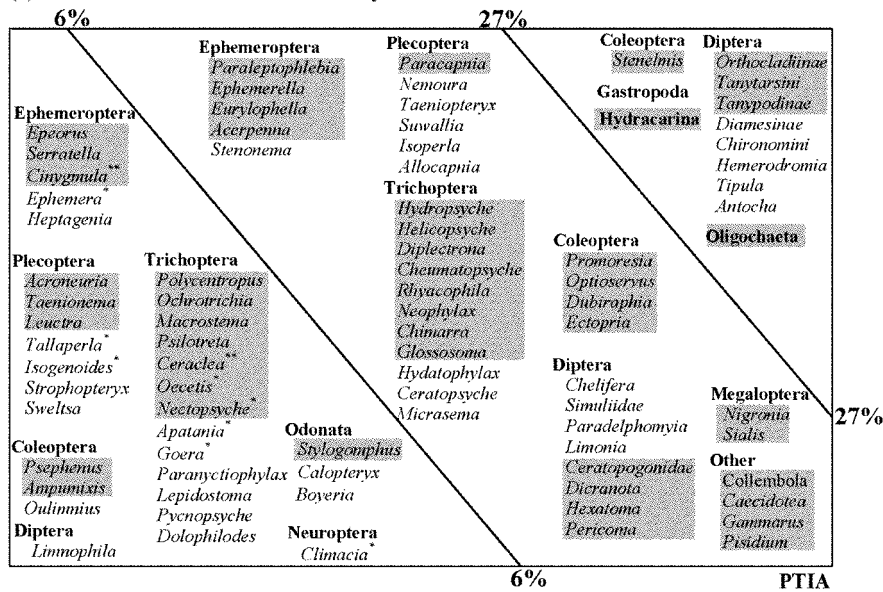 6%
27%
Ephemeroptera
Epeorus
Serratella
Cinygmula**
Ephemera*
Heptagenia
Plecoptera
Acroneuria
Taenionema
Leuctra
Tallaperla*
Isogenoides*
Strophopteryx
Sweltsa
Coleoptera
Psephenus
Ampumixis
Oulimnius
Diptera
Limmophila
Trichoptera
Polycentropus
Ochrotrichia
Macrostema
Psilotreta
Ceraclea**
Oecetis*
Nectopsyche*
Apatania*
Goera*
Paranyctiophylax
Lepidostoma
Pycnopsyche
Dolophilodes
Odonata
Stylogomphus
Calopteryx
Boyeria
Neuroptera
Climacia*
Ephemeroptera
Paraleptophlebia
Ephemerella
Eurylophella
Acerpenna
Stenonema
Plecoptera
Paracapnia
Nemoura
Taeniopteryx
Suwallia
Isoperla
Allocapnia
Trichoptera
Hydropsyche
Helicopsyche
Diplectrona
Cheumatopsyche
Rhyacophila
Neophylax
Chimarra
Glossosoma
Hydatophylax
Ceratopsyche
Micrasema
Coleoptera
Promoresia
Optioservus
Dubiraphia
Ectopria
Diptera
Chelifera
Simuliidae
Paradelphomyia
Limonia
Ceratopogonidae
Dicranota
Hexatoma
Pericoma
Megaloptera
Nigronia
Sialis
Other
Collembola
Caecidotea
Gammarus
Pisidium
Coleoptera
Stenelmis
Gastropoda
Hydracarina
Diptera
Orthocladiinae
Tanytarsini
Tanypodinae
Diamesinae
Chironomini
Hemerodromia
Tipula
Antocha
Oligochaeta
27%
6%
PTIA